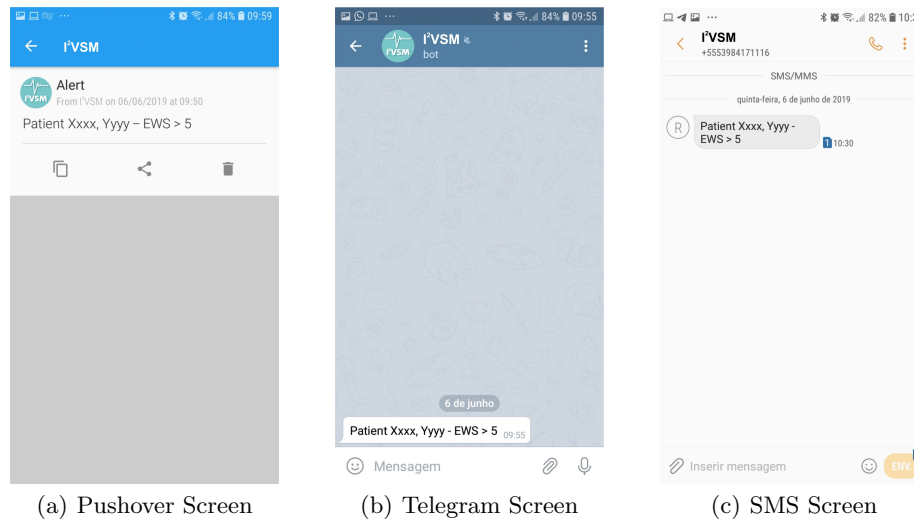 84% 09:59
I²VSM
Alert
From I²VSM on 06/06/2019 at 09:50
Patient Xxxx, Yyyy – EWS > 5
(a) Pushover Screen
84% 09:55
I²VSM
I²VSM
bot
6 de junho
Patient Xxxx, Yyyy - EWS > 5 09:55
Mensagem
(b) Telegram Screen
82% 10:
I²VSM
+5553984171116
SMS/MMS
quinta-feira, 6 de junho de 2019
R
Patient Xxxx, Yyyy -
EWS > 5
1 10:30
Inserir mensagem
ENV.
(c) SMS Screen